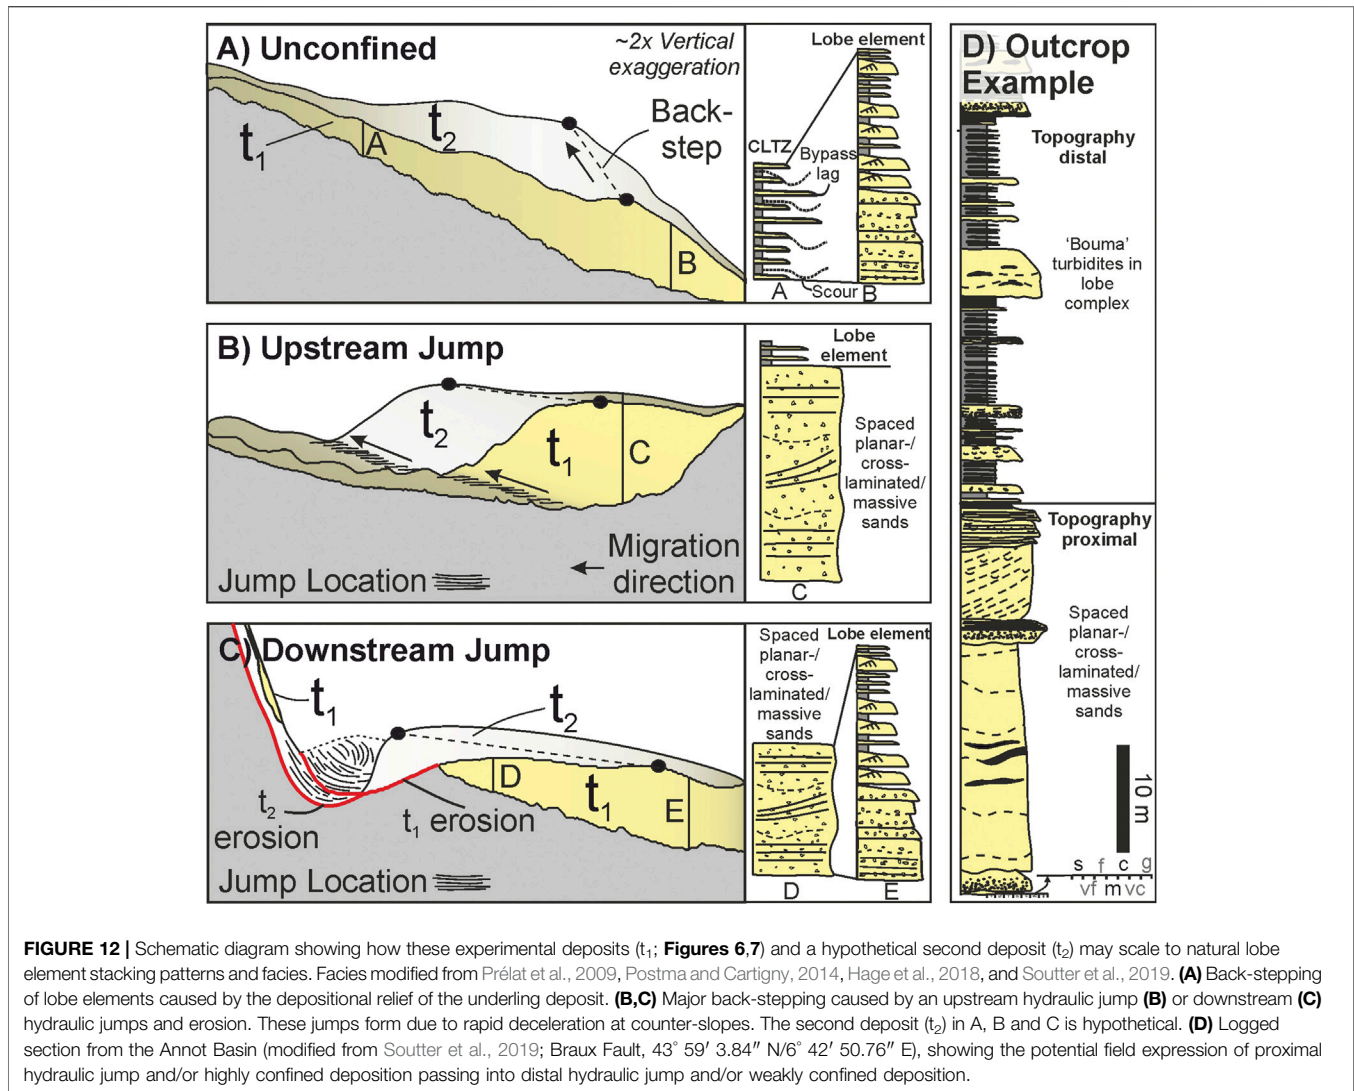 A) Unconfined
~2x Vertical
exaggeration
t1
A
t2
Back-
step
B
Lobe element
CLTZ
Bypass
lag
Scour
A
B
B) Upstream Jump
t2
t1
C
Migration
direction
Jump Location
Lobe
element
Spaced
planar-/
cross-
laminated/
massive
sands
C
C) Downstream Jump
t1
t2
D
t1
E
t2
erosion
t1 erosion
Jump Location
Spaced
planar-/
cross-
laminated/
massive
sands
Lobe element
D
E
D) Outcrop
Example
Topography
distal
‘Bouma’
turbidites in
lobe
complex
Topography
proximal
Spaced
planar-/
cross-
laminated/
massive
sands
10 m
s f c g
vf m vc
FIGURE 12 | Schematic diagram showing how these experimental deposits (t1; Figures 6,7) and a hypothetical second deposit (t2) may scale to natural lobe
element stacking patterns and facies. Facies modified from Prélat et al., 2009, Postma and Cartigny, 2014, Hage et al., 2018, and Soutter et al., 2019. (A) Back-stepping
of lobe elements caused by the depositional relief of the underling deposit. (B,C) Major back-stepping caused by an upstream hydraulic jump (B) or downstream (C)
hydraulic jumps and erosion. These jumps form due to rapid deceleration at counter-slopes. The second deposit (t2) in A, B and C is hypothetical. (D) Logged
section from the Annot Basin (modified from Soutter et al., 2019; Braux Fault, 43° 59′ 3.84″ N/6° 42′ 50.76″ E), showing the potential field expression of proximal
hydraulic jump and/or highly confined deposition passing into distal hydraulic jump and/or weakly confined deposition.